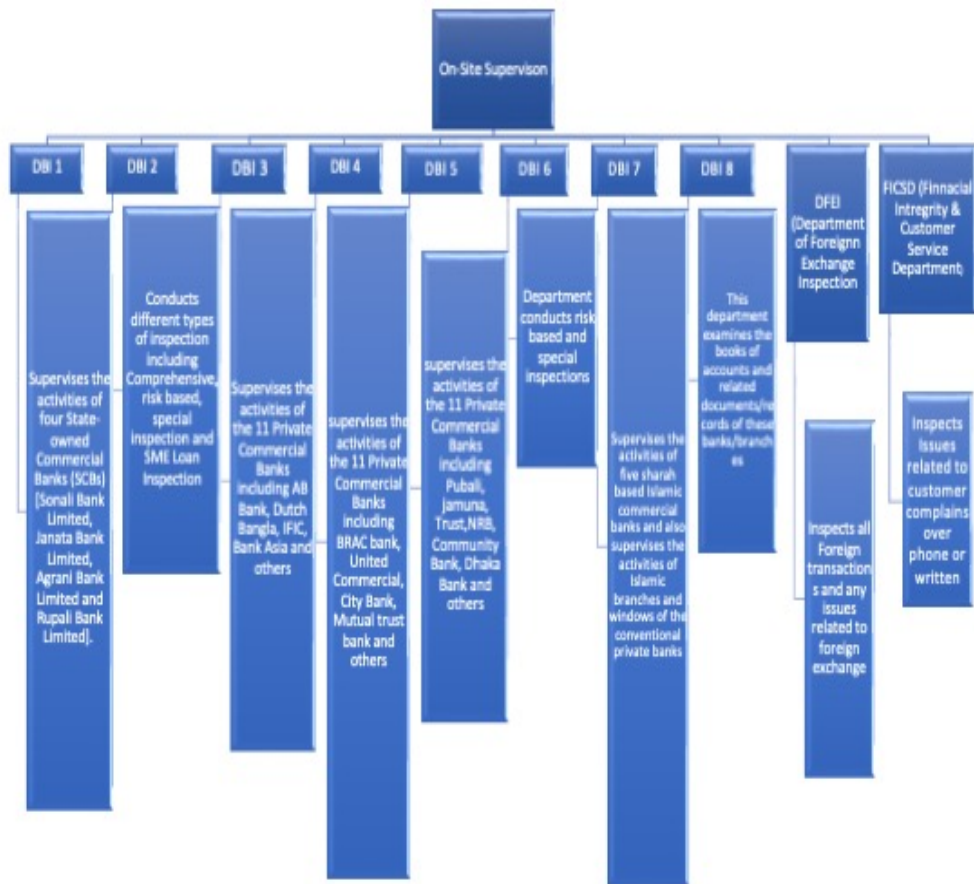 On-Site Supervison
DBI 1
DBI 2
DBI 3
DBI 4
DBI 5
DBI 6
DBI 7
DBI 8
DFEI
(Department
of Foreignn
Exchange
Inspection
FICSD (Finnacial
Intregrity &
Customer
Service
Department)
Supervises the
activities of
four State-
owned
Commercial
Banks (SCBs)
[Sonali Bank
Limited,
Janata Bank
Limited,
Agrani Bank
Limited and
Rupali Bank
Limited].
Conducts
different types
of inspection
including
Comprehensive,
risk based,
special
inspection and
SME Loan
Inspection
Supervises the
activities of
the 11 Private
Commercial
Banks
including AB
Bank, Dutch
Bangla, IFIC,
Bank Asia and
others
supervises the
activities of
the 11 Private
Commercial Banks
including
BRAC bank,
United
Commercial,
City Bank,
Mutual trust
bank and
others
supervises the
activities of
the 11 Private
Commercial
Banks
including
Pubali,
Jamuna,
Trust,NRB,
Community
Bank, Dhaka
Bank and
others
Department
conducts risk
based and
special
inspections
Supervises the
activities of
five sharah
based Islamic
commercial
banks and also
supervises the
activities of
Islamic
branches and
windows of the
conventional
private banks
This
department
examines the
books of
accounts and
related
documents/re
cords of these
banks/branch
es
Inspects all
Foreign
transaction
s and any
issues
related to
foreign
exchange
Inspects
Issues
related to
customer
complains
over
phone or
written